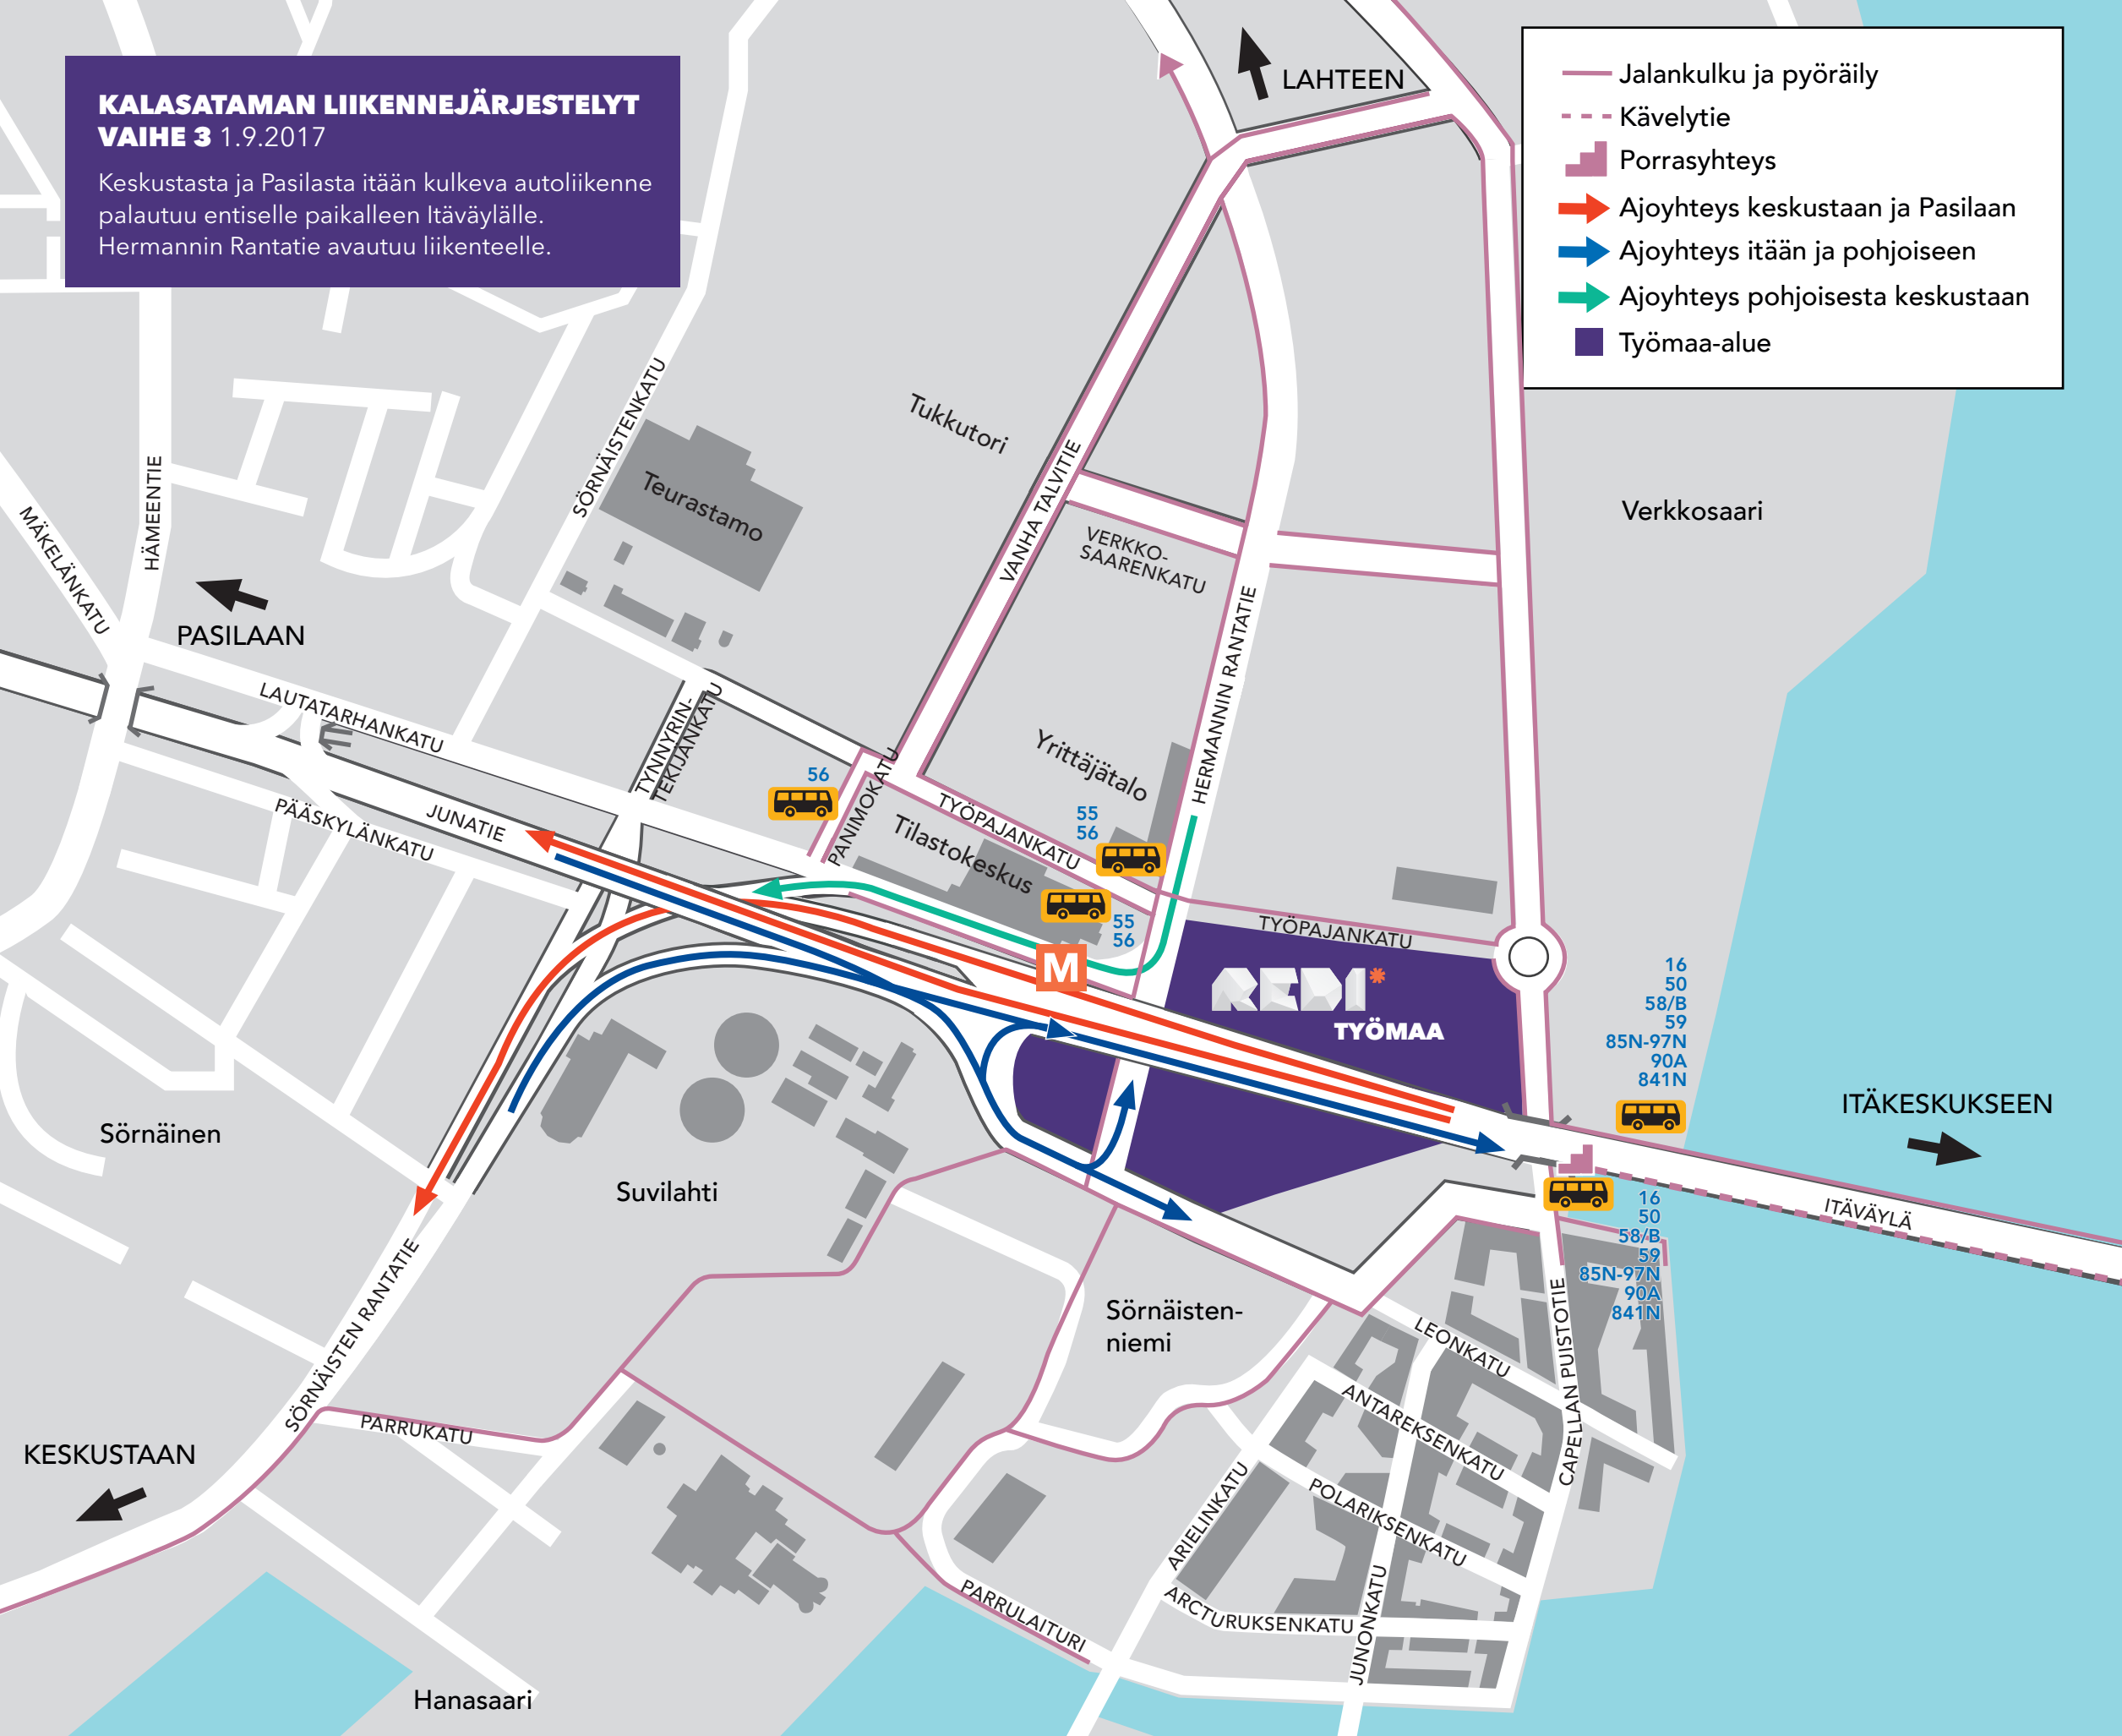 KALASATAMAN LIIKENNEJÄRJESTELYT
VAIHE 3 1.9.2017
Keskustasta ja Pasilasta itään kulkeva autoliikenne
palautuu entiselle paikalleen Itäväylälle.
Hermannin Rantatie avautuu liikenteelle.
LAHTEEN
Jalankulku ja pyöräily
Kävelytie
Porrasyhteys
Ajoyhteys keskustaan ja Pasilaan
Ajoyhteys itään ja pohjoiseen
Ajoyhteys pohjoisesta keskustaan
Työmaa-alue
HÄMEENTIE
MÄKELÄNKATU
SÖRNÄISTENKATU
Teurastamo
Tukkutori
VANHA TALVITIE
VERKKO-
SAARENKATU
HERMANNIN RANTATIE
Verkkosaari
PASILAAN
LAUTATARHANKATU
TYNNYRIN-
TEKIJÄNKATU
JUNATIE
PÄÄSKYLÄNKATU
56
PANIMOKATU
Yrittäjätalo
TYÖPAJANKATU
55
56
Tilastokeskus
55
56
M
TYÖPAJANKATU
REDI*
TYÖMAA
16
50
58/B
59
85N-97N
90A
841N
ITÄKESKUKSEEN
ITÄVÄYLÄ
16
50
58/B
59
85N-97N
90A
841N
Sörnäinen
Suvilahti
SÖRNÄISTEN RANTATIE
Sörnäisten-
niemi
PARRUKATU
KESKUSTAAN
LEONKATU
CAPELLAN PUISTOTIE
ANTAREKSENKATU
POLARIKSENKATU
ARIELINKATU
ARCTURUKSENKATU
JUNONKATU
PARRULAITURI
Hanasaari